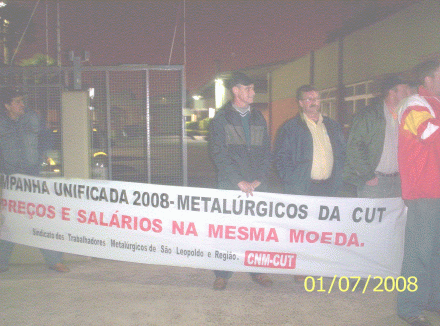 MPANHA UNIFICADA 2008-METALÚRGICOS DA CUT
PREÇOS E SALÁRIOS NA MESMA MOEDA.
Sindicato dos Trabalhadores Metalúrgicos de São Leopoldo e Região.
CNM-CUT
01/07/2008